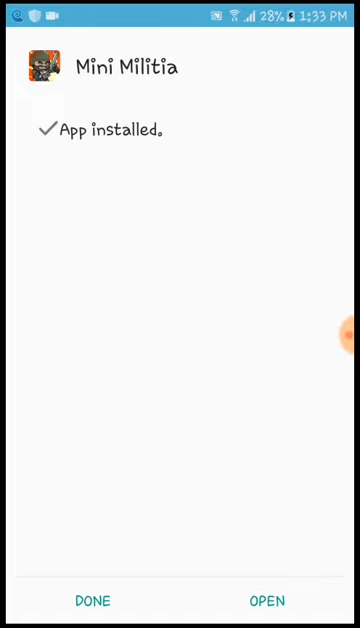 28% 1:33 PM
Mini Militia
App installed.
DONE
OPEN